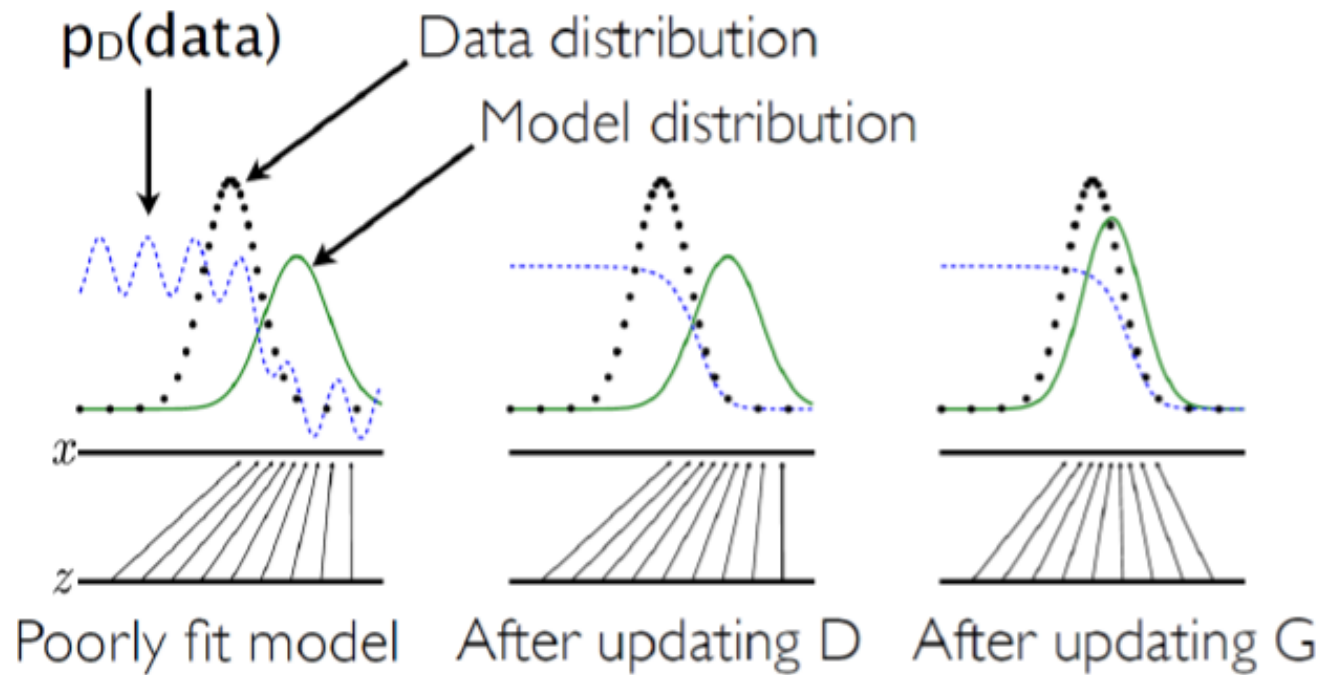 pD(data)
Data distribution
Model distribution
x
z
Poorly fit model
After updating D
After updating G